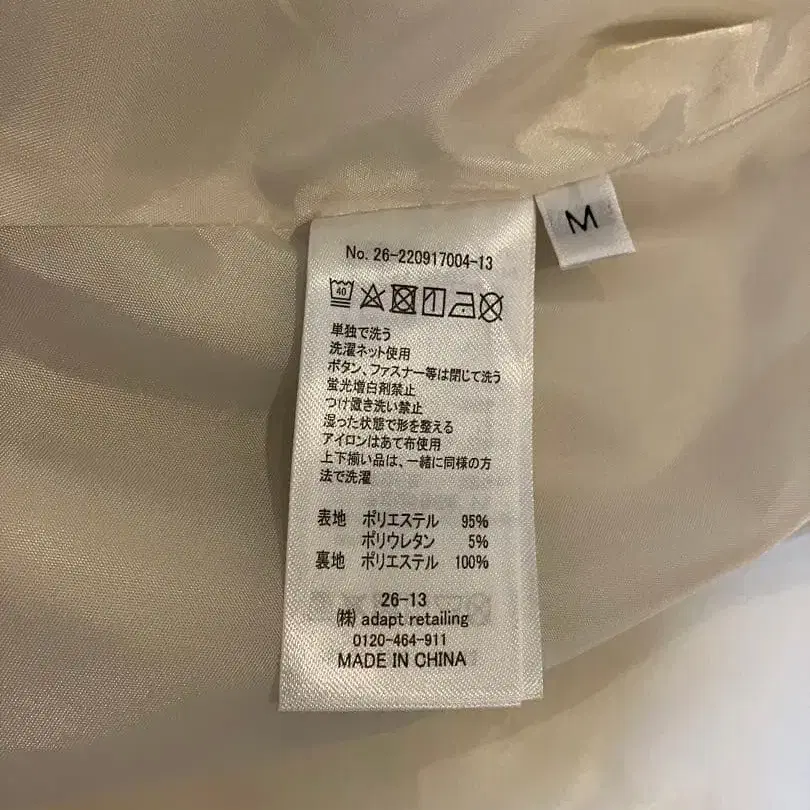 M
No. 26-220917004-13
40
単独で洗う
洗濯ネット使用
ボタン、ファスナー等は閉じて洗う
蛍光増白剤禁止
つけ置き洗い禁止
湿った状態で形を整える
アイロンはあて布使用
上下揃い品は、一緒に同様の方
法で洗濯
表地 ポリエステル 95%
ポリウレタン 5%
裏地 ポリエステル 100%
26-13
㈱ adapt retailing
0120-464-911
MADE IN CHINA